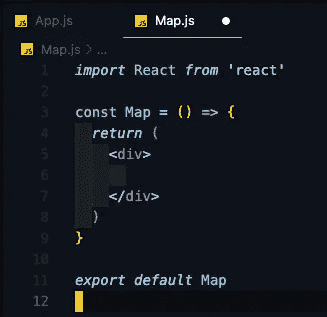 JS App.js JS Map.js
JS Map.js > ...
1 import React from 'react'
2
3 const Map = () => {
4 return (
5 <div>
6
7 </div>
8 )
9 }
10
11 export default Map
12